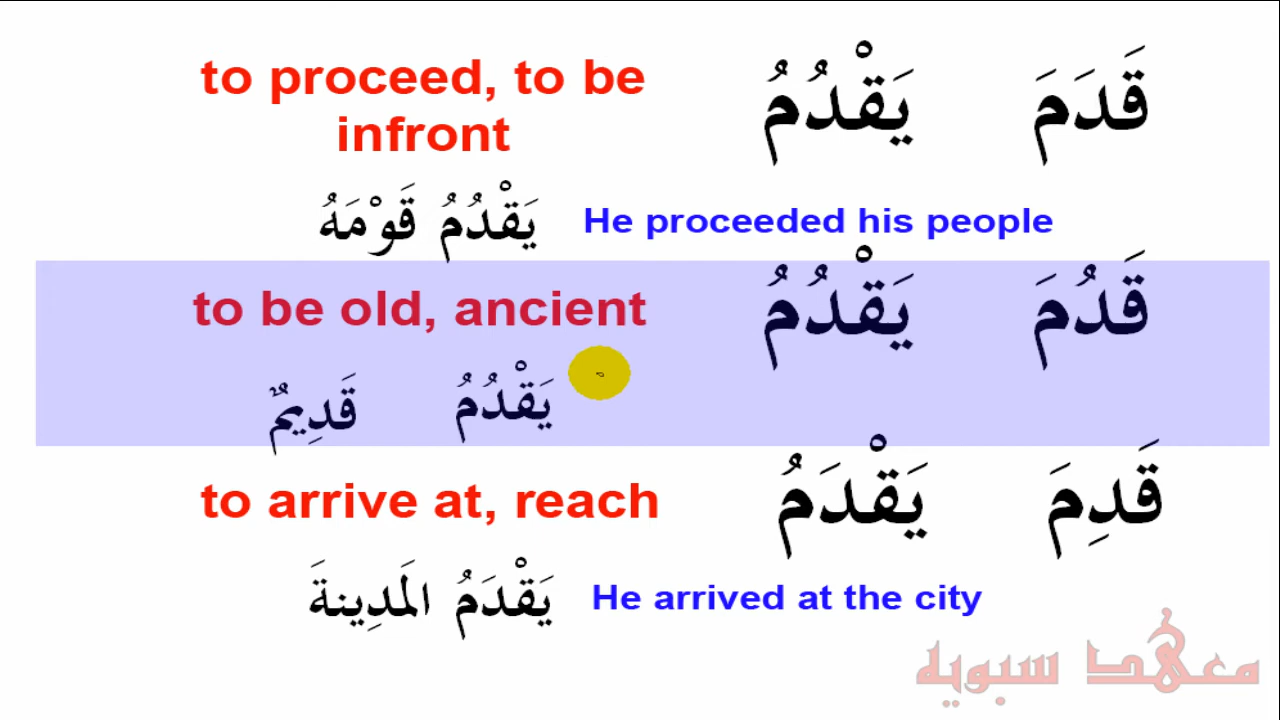 to proceed, to be
infront
قَدَمَ يَقْدُمُ
يَقْدُمُ قَوْمَهُ He proceeded his people
to be old, ancient
قَدُمَ يَقْدُمُ
يَقْدُمُ قَدِيمٌ
to arrive at, reach
قَدِمَ يَقْدَمُ
يَقْدَمُ المَدِينةَ He arrived at the city
معهد سبويه